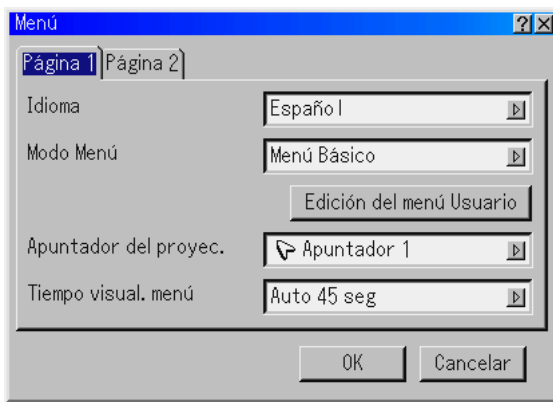 Menú
Página 1 Página 2
Idioma Español
Modo Menú Menú Básico
Edición del menú Usuario
Apuntador del proyec. Apuntador 1
Tiempo visual. menú Auto 45 seg
OK Cancelar